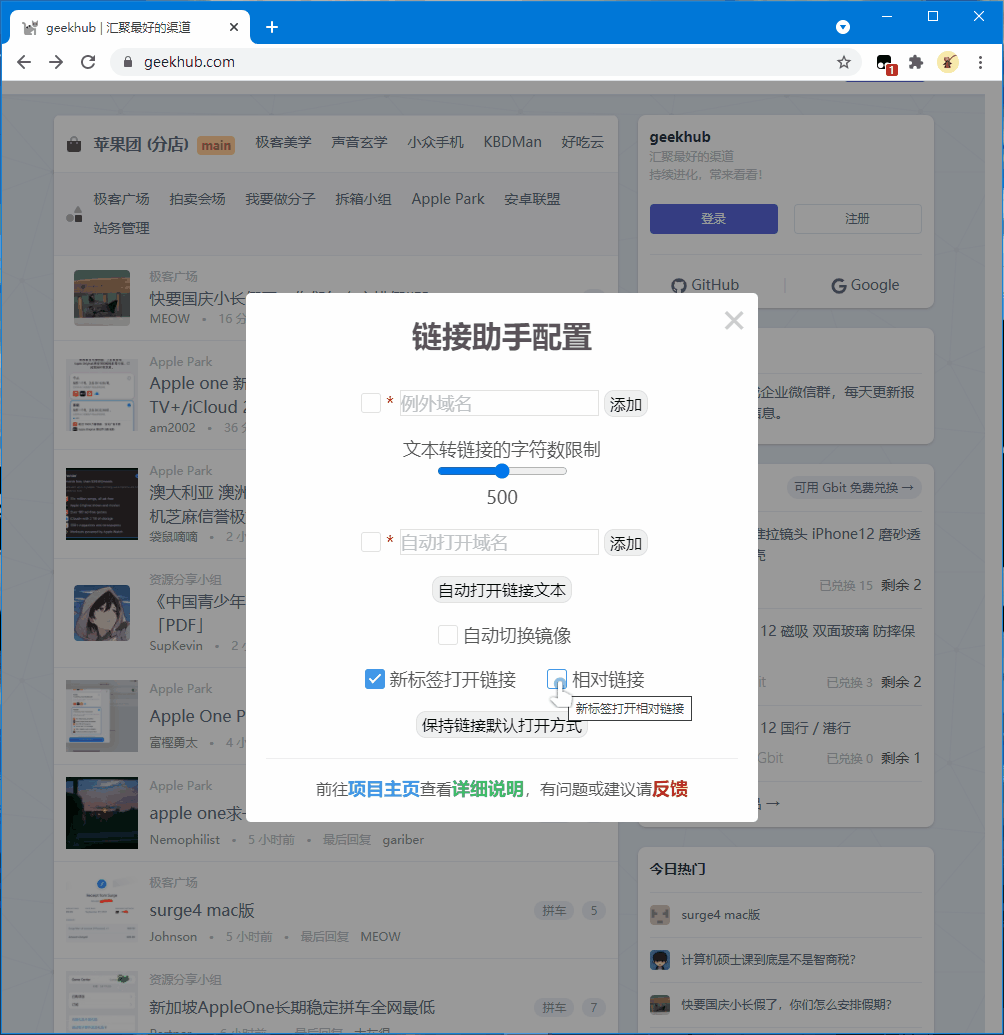 geekhub | 汇聚最好的渠道
geekhub.com
1
苹果团 (分店) main 极客美学 声音玄学 小众手机 KBDMan 好吃云
极客广场 拍卖会场 我要做分子 拆箱小组 Apple Park 安卓联盟
站务管理
极客广场
快要国庆小长
MEOW • 16 分
Apple Park
Apple one 新
TV+/iCloud 2
am2002 • 36 分
Apple Park
澳大利亚 澳洲
机芝麻信誉极
袋鼠嘀嘀 • 2 小
资源分享小组
《中国青少年
「PDF」
SupKevin • 2 小
Apple Park
Apple One P
富樫勇太 • 4 小
Apple Park
apple one求
Nemophilist • 5 小时前 • 最后回复 gariber
极客广场
surge4 mac版
拼车 5
Johnson • 5 小时前 • 最后回复 MEOW
资源分享小组
新加坡AppleOne长期稳定拼车全网最低
拼车 7
geekhub
汇聚最好的渠道
持续进化，常来看看！
登录 注册
GitHub | Google
企业微信群，每天更新报
息。
可用 Gbit 免费兑换 →
拉镜头 iPhone12 磨砂透
壳
已兑换 15 剩余 2
12 磁吸 双面玻璃 防摔保
已兑换 3 剩余 2
12 国行 / 港行
Gbit 已兑换 0 剩余 1
→
今日热门
surge4 mac版
计算机硕士课到底是不是智商税？
快要国庆小长假了，你们怎么安排假期？
链接助手配置
* 例外域名 添加
文本转链接的字符数限制
500
* 自动打开域名 添加
自动打开链接文本
自动切换镜像
新标签打开链接 相对链接
新标签打开相对链接
保持链接默认打开方式
前往项目主页查看详细说明，有问题或建议请反馈